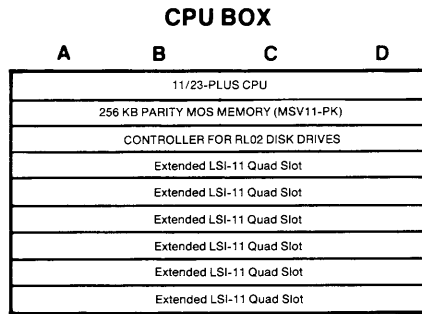 CPU BOX
A B C D
11/23-PLUS CPU
256 KB PARITY MOS MEMORY (MSV11-PK)
CONTROLLER FOR RL02 DISK DRIVES
Extended LSI-11 Quad Slot
Extended LSI-11 Quad Slot
Extended LSI-11 Quad Slot
Extended LSI-11 Quad Slot
Extended LSI-11 Quad Slot
Extended LSI-11 Quad Slot